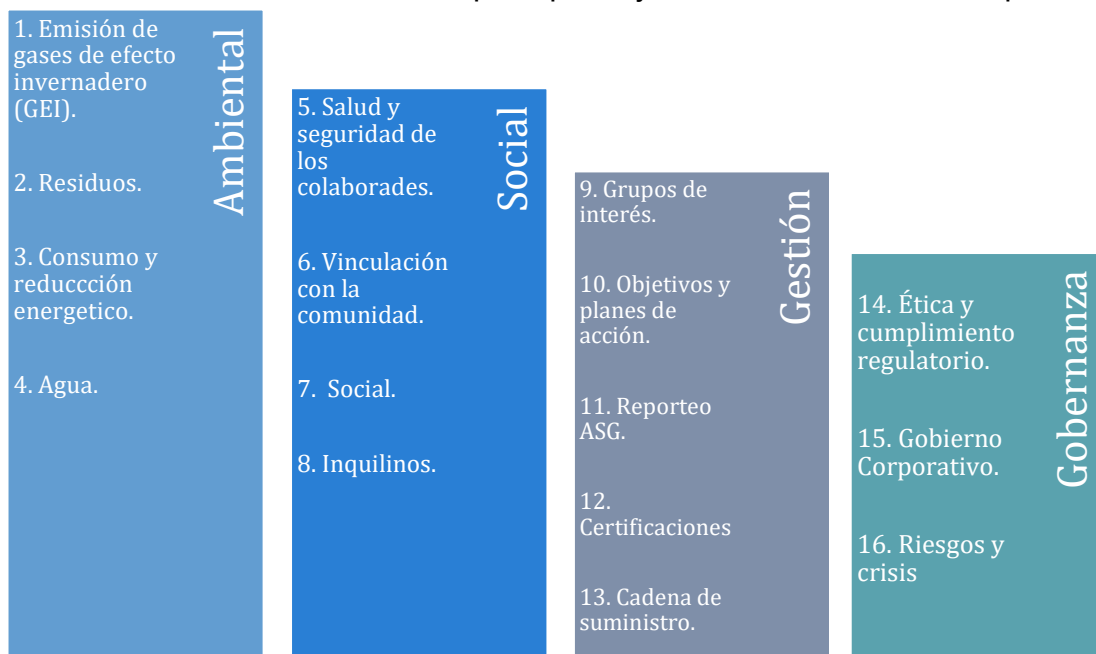 1. Emisión de
gases de efecto
invernadero
(GEI).
2. Residuos.
3. Consumo y
reduccción
energetico.
4. Agua.
Ambiental
5. Salud y
seguridad de
los
colaborades.
6. Vinculación
con la
comunidad.
7. Social.
8. Inquilinos.
Social
9. Grupos de
interés.
10. Objetivos y
planes de
acción.
11. Reporteo
ASG.
12.
Certificaciones
13. Cadena de
suministro.
Gestión
14. Ética y
cumplimiento
regulatorio.
15. Gobierno
Corporativo.
16. Riesgos y
crisis
Gobernanza